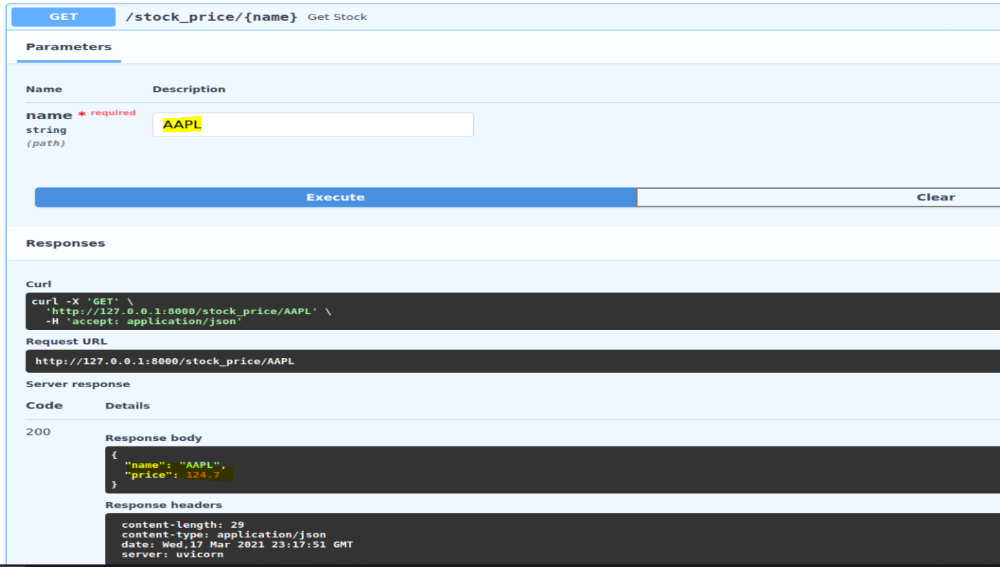 GET /stock_price/{name} Get Stock
Parameters
Name Description
name * required
string
(path)
AAPL
Execute Clear
Responses
Curl
curl -X 'GET' \
'http://127.0.0.1:8000/stock_price/AAPL' \
-H 'accept: application/json'
Request URL
http://127.0.0.1:8000/stock_price/AAPL
Server response
Code Details
200
Response body
{
"name": "AAPL",
"price": 124.7
}
Response headers
content-length: 29
content-type: application/json
date: Wed,17 Mar 2021 23:17:51 GMT
server: uvicorn